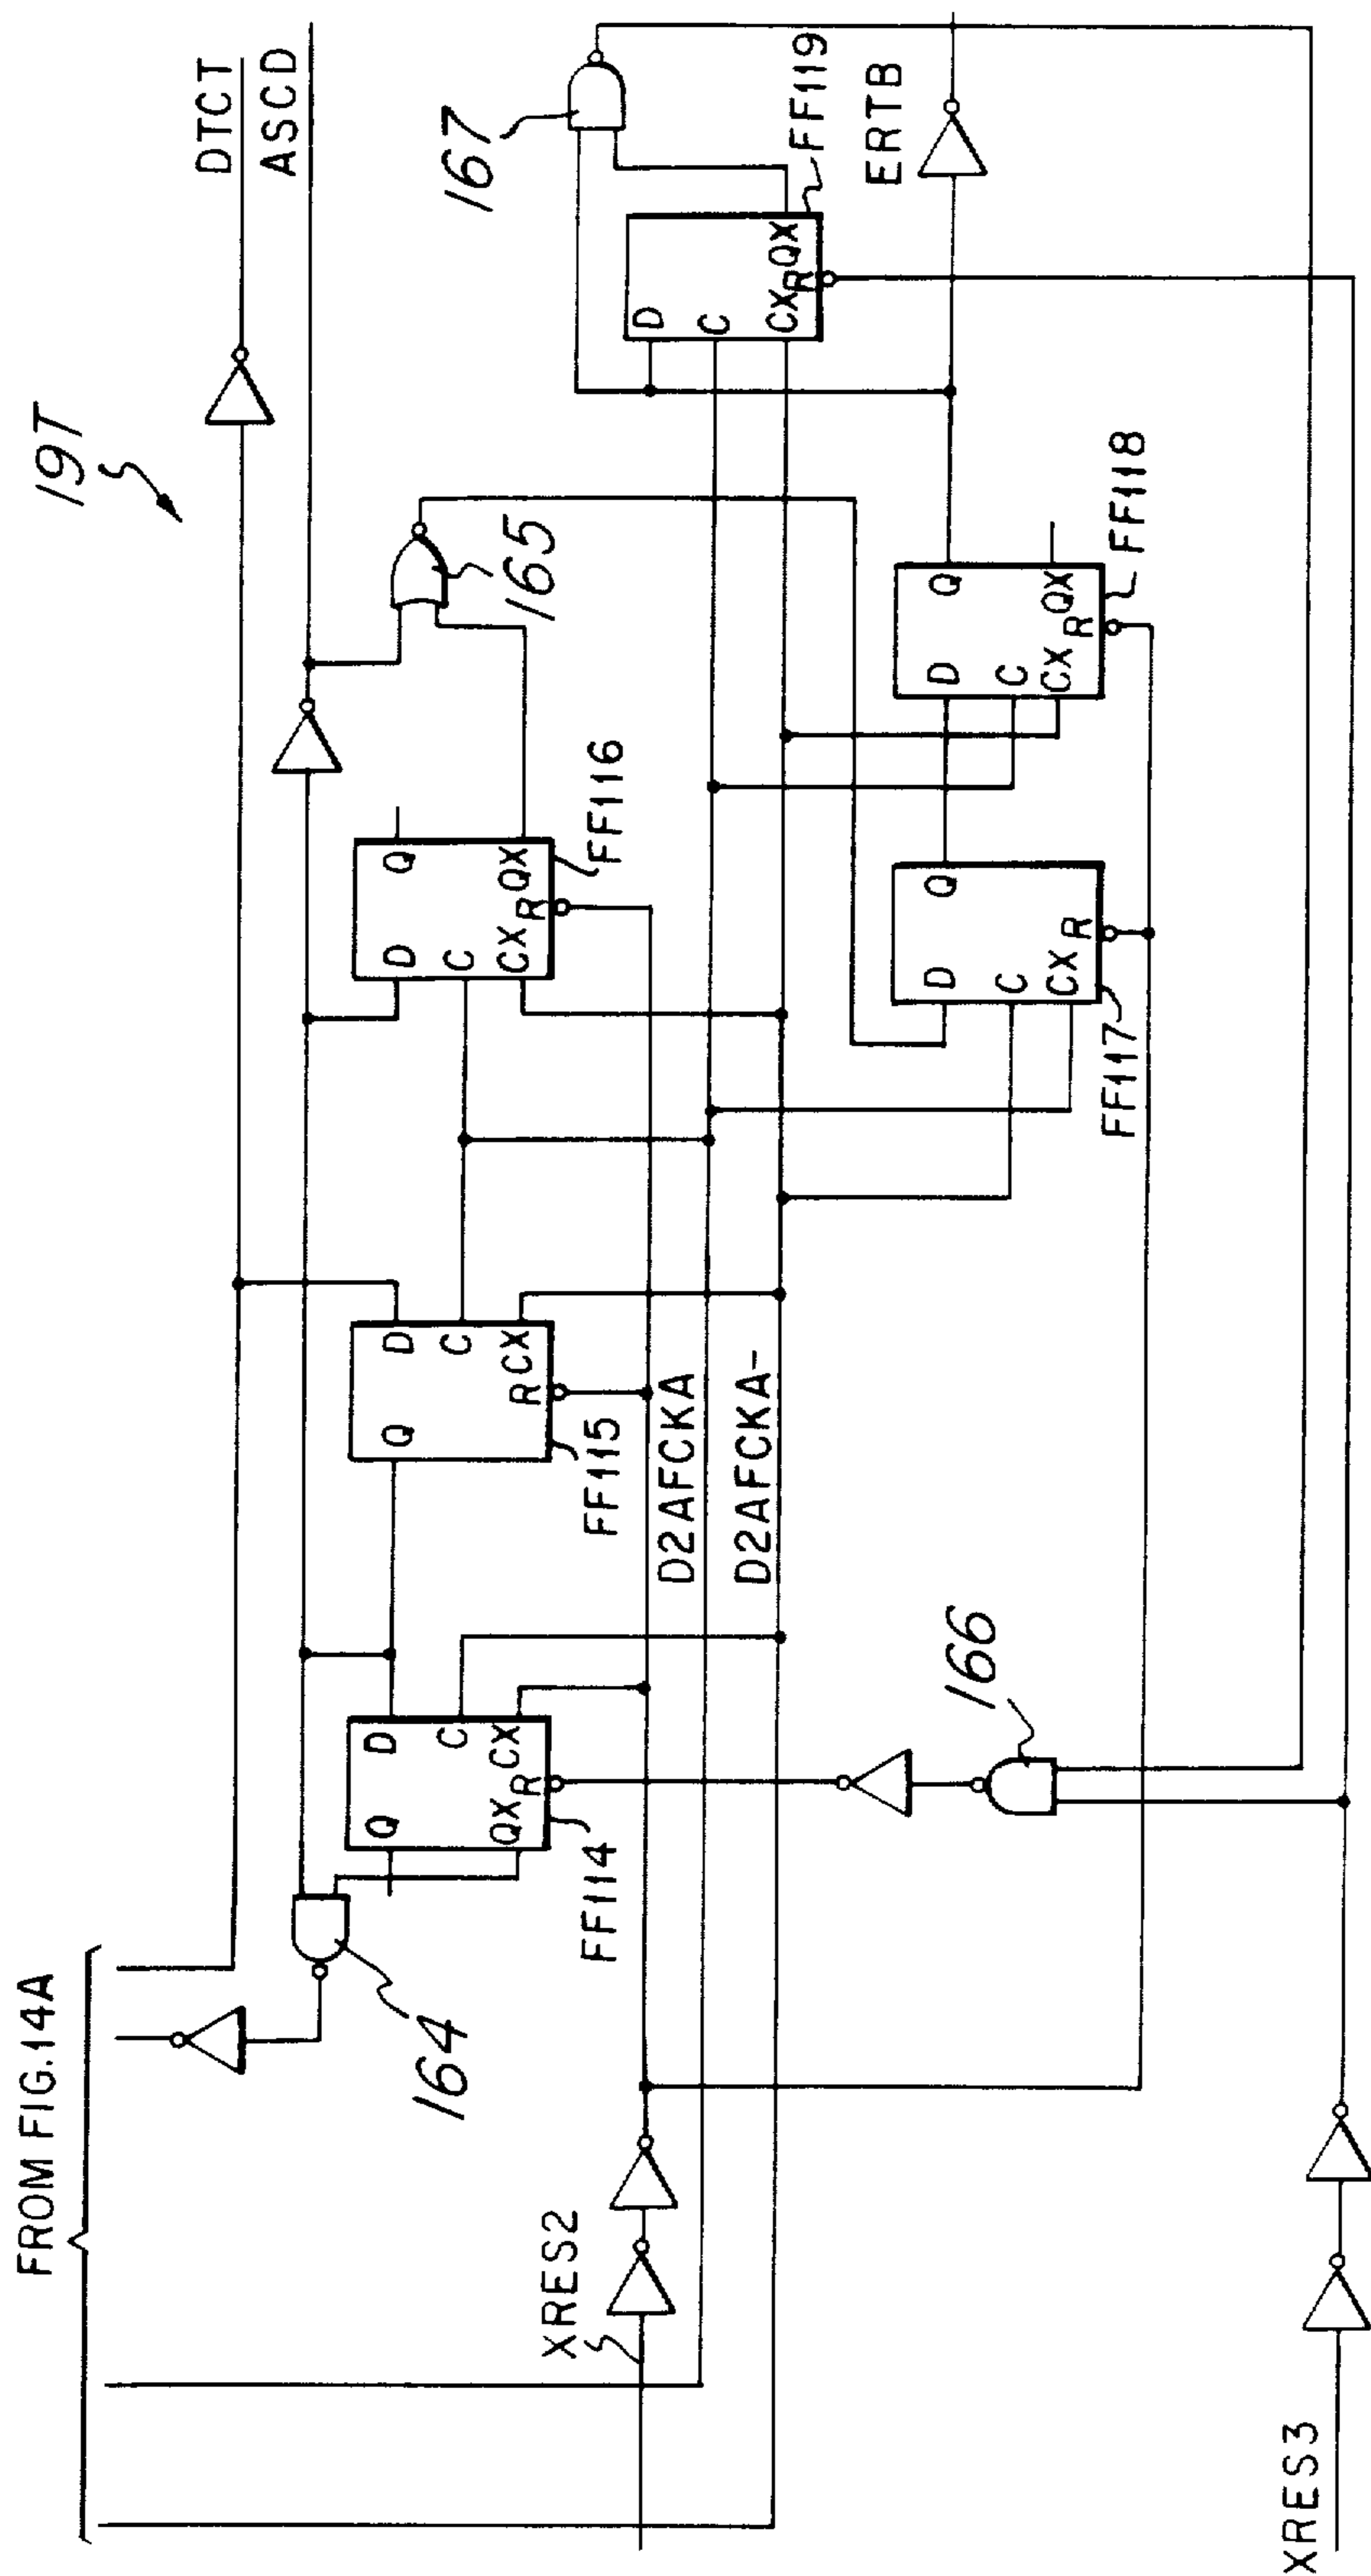 FROM FIG.14A
19T
DTCT
ASCD
164
165
167
Q D C CX QX R
FF114
Q D C CX R
FF115
D C CX R Q QX
FF116
D C CX R QX
FF119
XRES2
D2AFCKA
D2AFCKA-
ERTB
D C CX R Q
FF117
D C CX R Q QX
FF118
166
XRES3